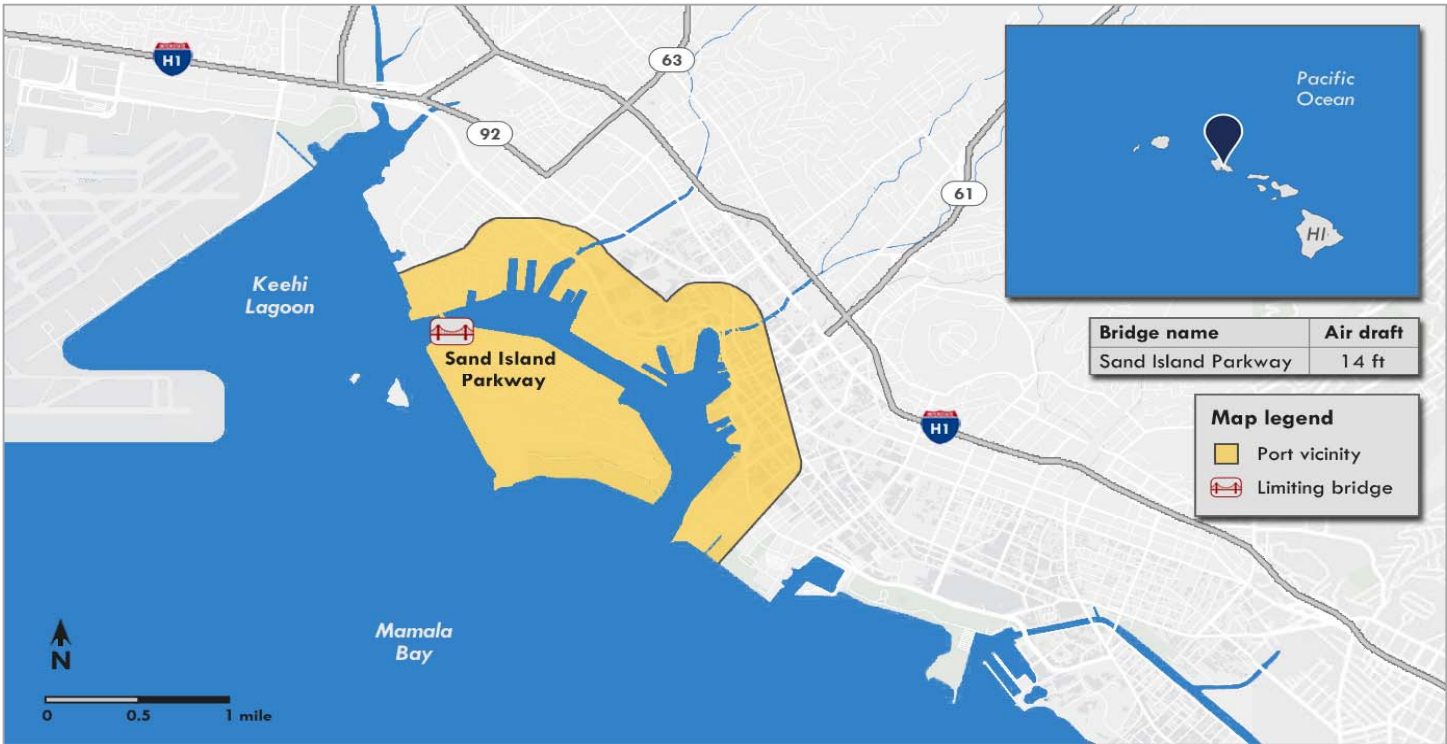 H1
63
92
61
H1
Keehi
Lagoon
Sand Island
Parkway
Mamala
Bay
N
0 0.5 1 mile
Pacific
Ocean
HI
Bridge name Air draft
Sand Island Parkway 14 ft
Map legend
Port vicinity
Limiting bridge